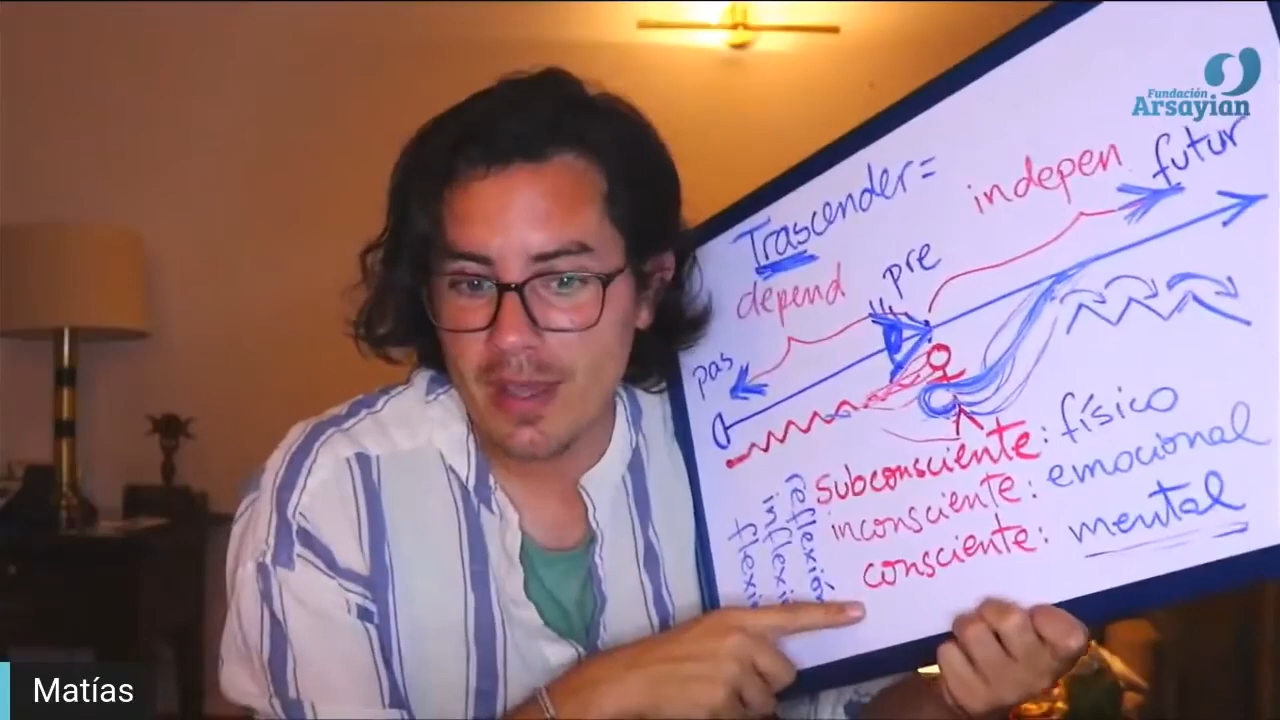 Fundación
Arsayian
Trascender=
indepen
futur
depend
pre
pas
subconsciente: físico
inconsciente: emocional
consciente: mental
reflexión
inflexi
flexi
Matías